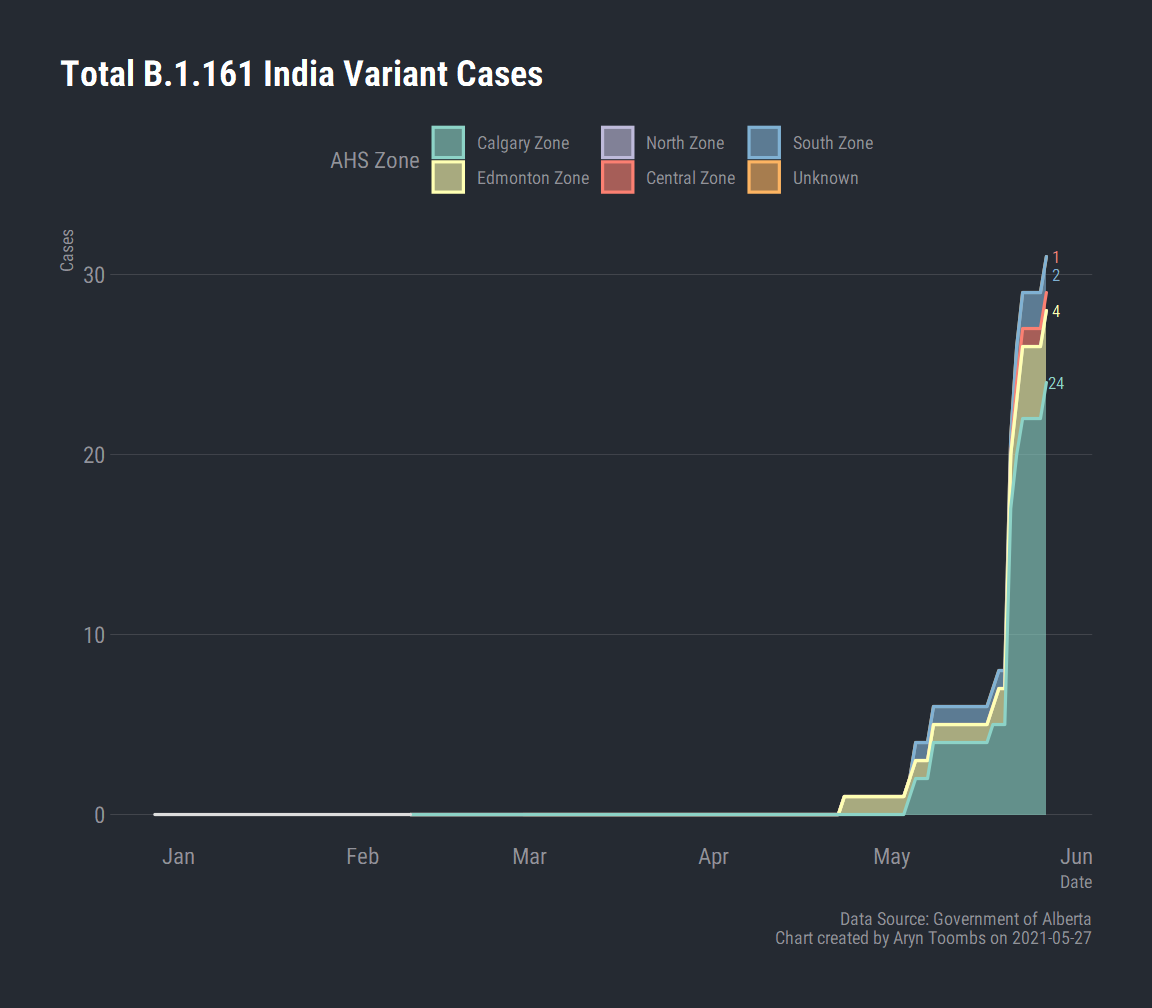 Total B.1.161 India Variant Cases
AHS Zone
Calgary Zone North Zone South Zone
Edmonton Zone Central Zone Unknown
Cases
1
30 2
4
24
20
10
0
Jan Feb Mar Apr May Jun
Date
Data Source: Government of Alberta
Chart created by Aryn Toombs on 2021-05-27